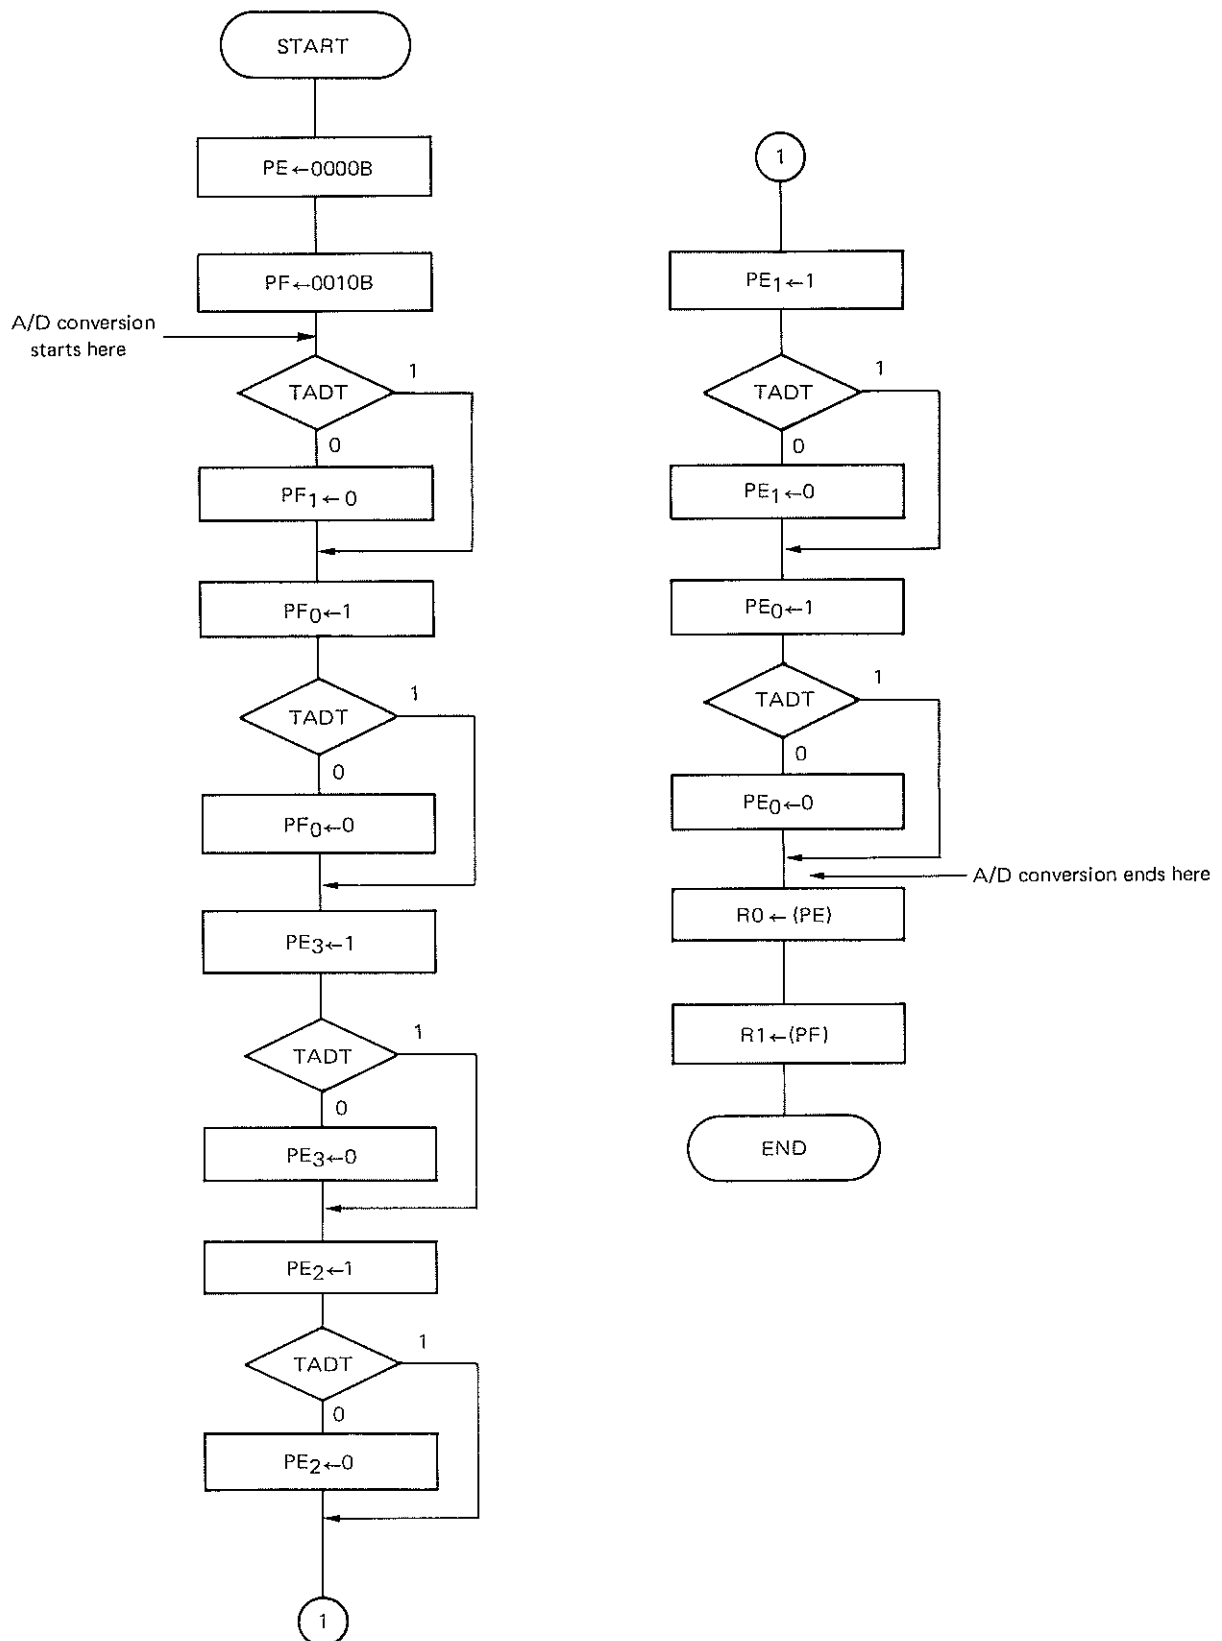 START
PE←0000B
PF←0010B
A/D conversion
starts here
TADT
1
0
PF₁←0
PF₀←1
TADT
1
0
PF₀←0
PE₃←1
TADT
1
0
PE₃←0
PE₂←1
TADT
1
0
PE₂←0
1
1
PE₁←1
TADT
1
0
PE₁←0
PE₀←1
TADT
1
0
PE₀←0
A/D conversion ends here
R0←(PE)
R1←(PF)
END